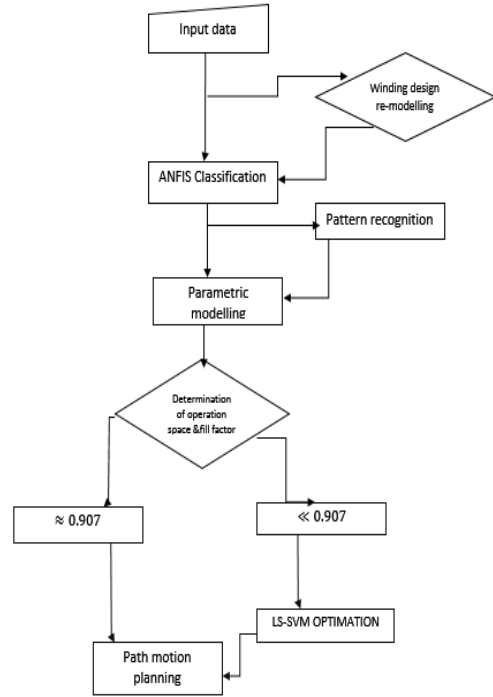 Input data
Winding design
re-modelling
ANFIS Classification
Pattern recognition
Parametric
modelling
Determination
of operation
space &fill factor
≈ 0.907
≪ 0.907
LS-SVM OPTIMATION
Path motion
planning